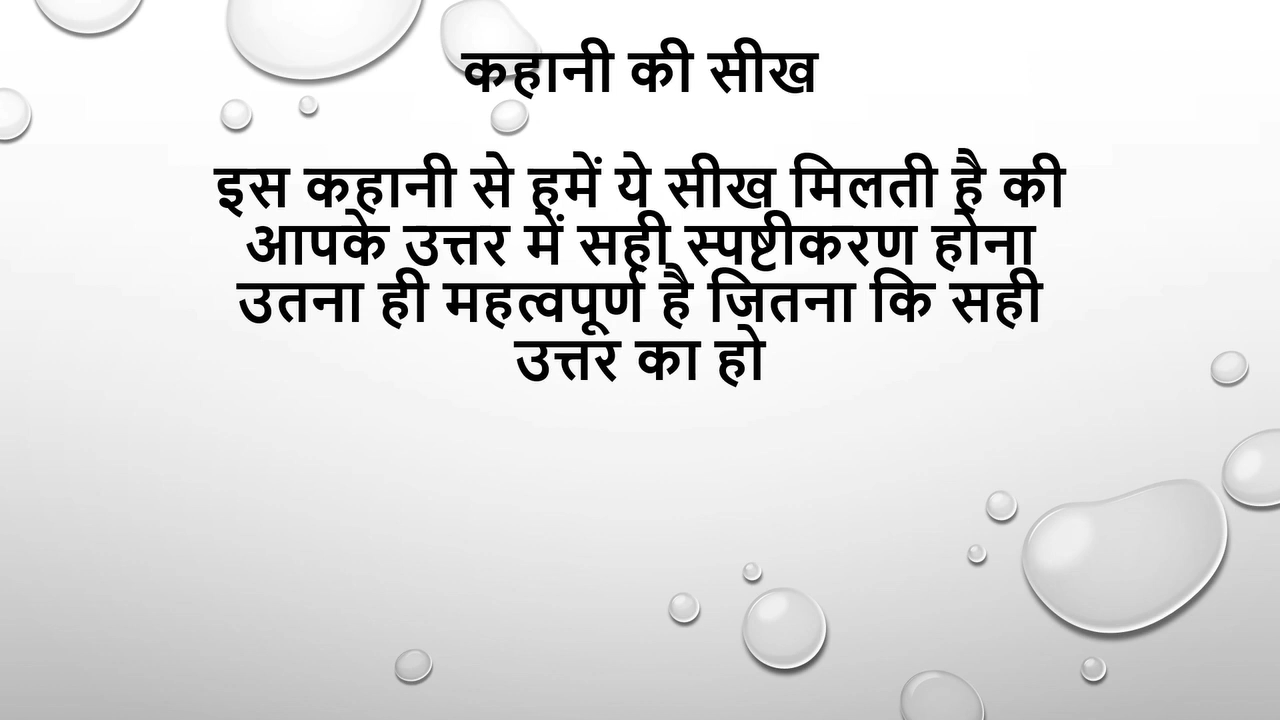 कहानी की सीख
इस कहानी से हमें ये सीख मिलती है की
आपके उत्तर में सही स्पष्टीकरण होना
उतना ही महत्वपूर्ण है जितना कि सही
उत्तर का हो